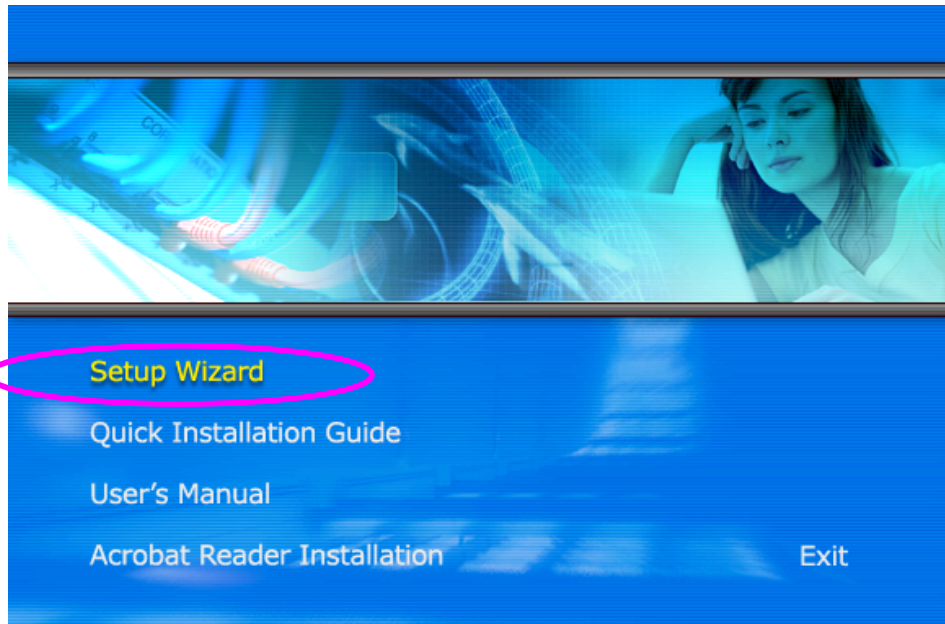 Setup Wizard
Quick Installation Guide
User's Manual
Acrobat Reader Installation
Exit